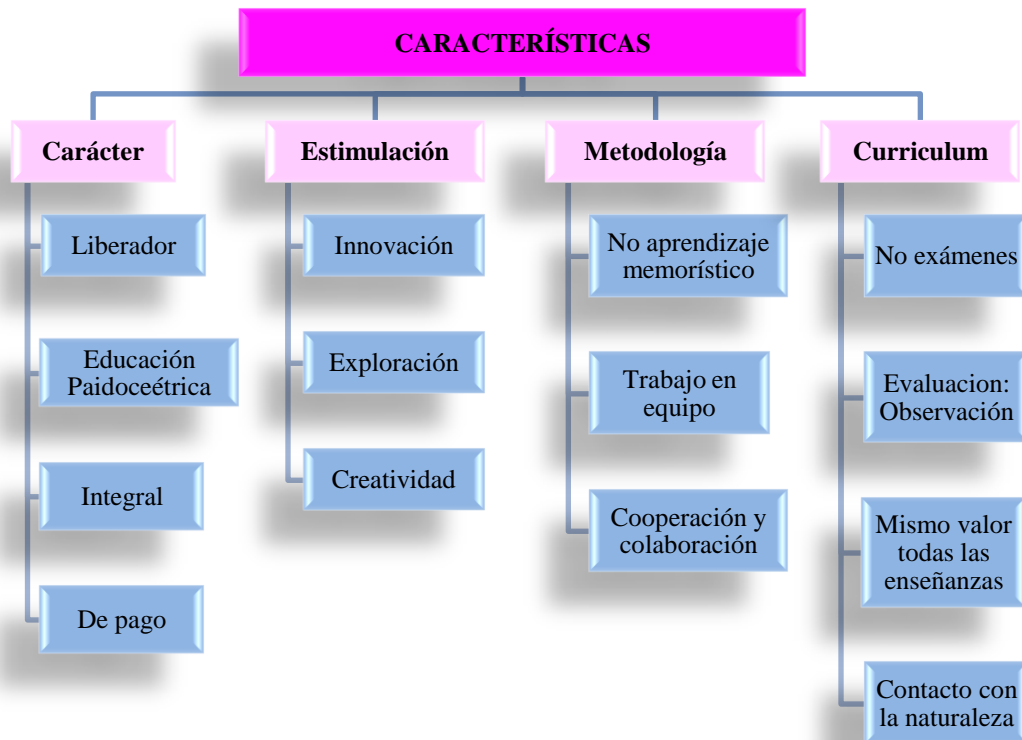 CARACTERÍSTICAS
Carácter
Liberador
Educación
Paidoceétrica
Integral
De pago
Estimulación
Innovación
Exploración
Creatividad
Metodología
No aprendizaje
memorístico
Trabajo en
equipo
Cooperación y
colaboración
Curriculum
No exámenes
Evaluacion:
Observación
Mismo valor
todas las
enseñanzas
Contacto con
la naturaleza